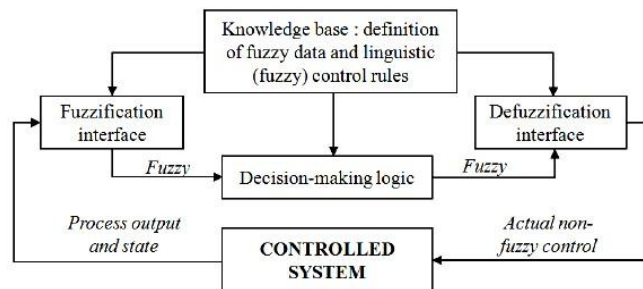 Knowledge base : definition
of fuzzy data and linguistic
(fuzzy) control rules
Fuzzification
interface
Defuzzification
interface
Fuzzy
Decision-making logic
Fuzzy
Process output
and state
CONTROLLED
SYSTEM
Actual non-
fuzzy control